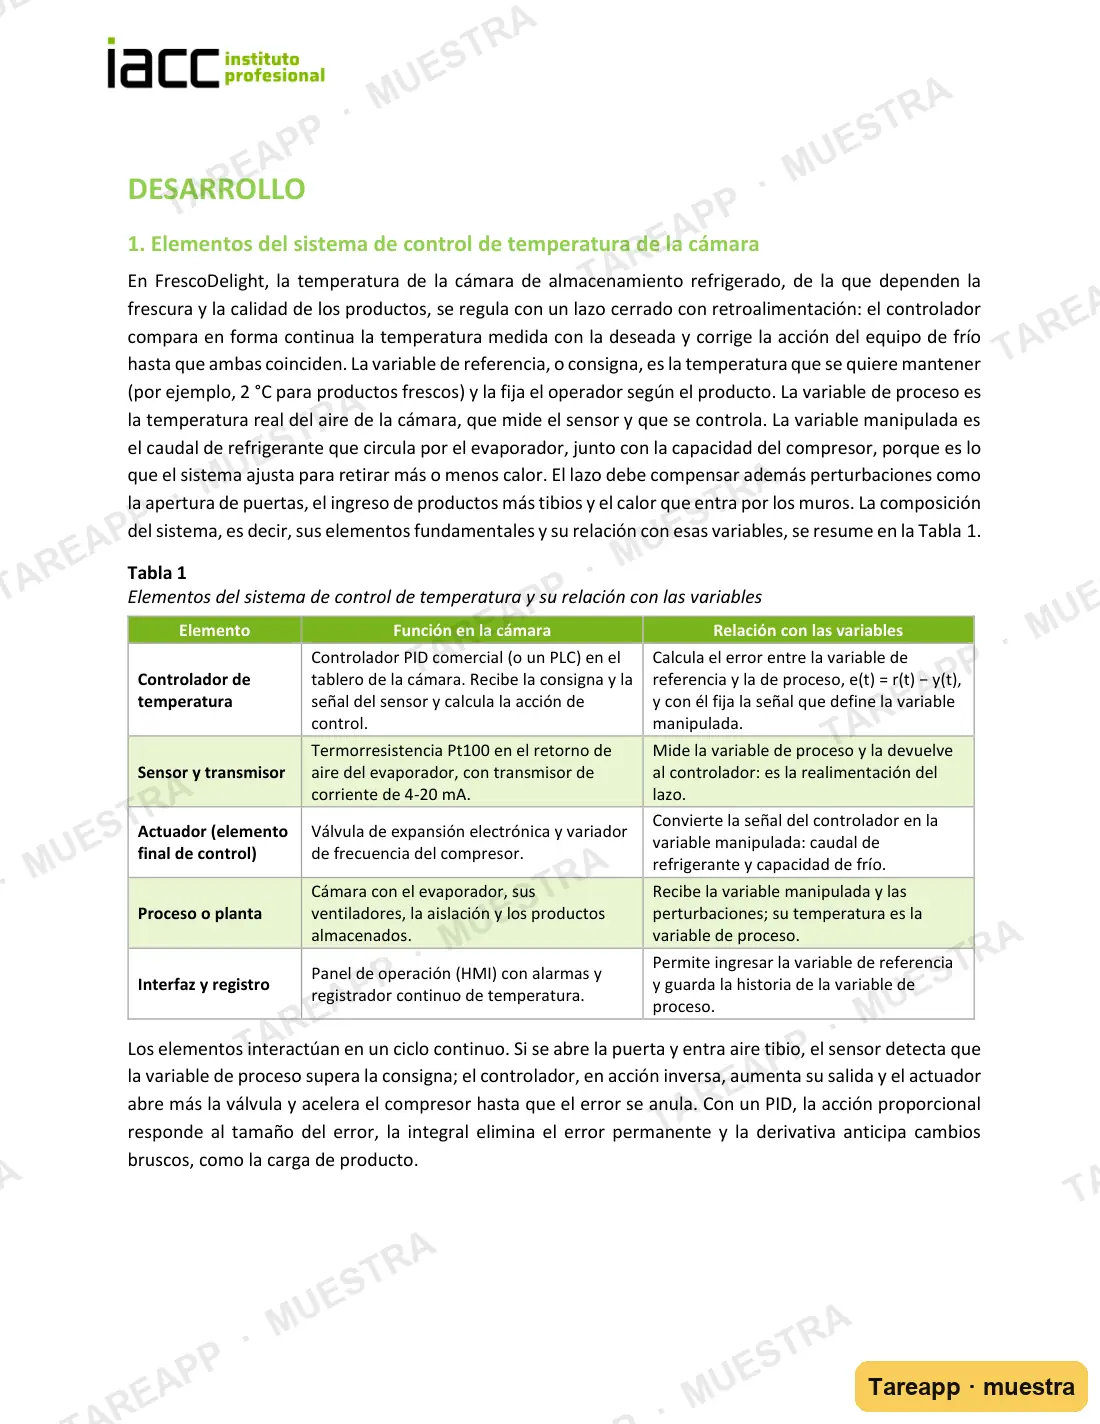 iacc instituto profesional
DESARROLLO
1. Elementos del sistema de control de temperatura de la cámara
En FrescoDelight, la temperatura de la cámara de almacenamiento refrigerado, de la que dependen la
frescura y la calidad de los productos, se regula con un lazo cerrado con retroalimentación: el controlador
compara en forma continua la temperatura medida con la deseada y corrige la acción del equipo de frío
hasta que ambas coinciden. La variable de referencia, o consigna, es la temperatura que se quiere mantener
(por ejemplo, 2 °C para productos frescos) y la fija el operador según el producto. La variable de proceso es
la temperatura real del aire de la cámara, que mide el sensor y que se controla. La variable manipulada es
el caudal de refrigerante que circula por el evaporador, junto con la capacidad del compresor, porque es lo
que el sistema ajusta para retirar más o menos calor. El lazo debe compensar además perturbaciones como
la apertura de puertas, el ingreso de productos más tibios y el calor que entra por los muros. La composición
del sistema, es decir, sus elementos fundamentales y su relación con esas variables, se resume en la Tabla 1.
Tabla 1
Elementos del sistema de control de temperatura y su relación con las variables
Elemento Función en la cámara Relación con las variables
Controlador de
temperatura
Controlador PID comercial (o un PLC) en el
tablero de la cámara. Recibe la consigna y la
señal del sensor y calcula la acción de
control.
Calcula el error entre la variable de
referencia y la de proceso, e(t) = r(t) − y(t),
y con él fija la señal que define la variable
manipulada.
Sensor y transmisor
Termorresistencia Pt100 en el retorno de
aire del evaporador, con transmisor de
corriente de 4-20 mA.
Mide la variable de proceso y la devuelve
al controlador: es la realimentación del
lazo.
Actuador (elemento
final de control)
Válvula de expansión electrónica y variador
de frecuencia del compresor.
Convierte la señal del controlador en la
variable manipulada: caudal de
refrigerante y capacidad de frío.
Proceso o planta
Cámara con el evaporador, sus
ventiladores, la aislación y los productos
almacenados.
Recibe la variable manipulada y las
perturbaciones; su temperatura es la
variable de proceso.
Interfaz y registro
Panel de operación (HMI) con alarmas y
registrador continuo de temperatura.
Permite ingresar la variable de referencia
y guarda la historia de la variable de
proceso.
Los elementos interactúan en un ciclo continuo. Si se abre la puerta y entra aire tibio, el sensor detecta que
la variable de proceso supera la consigna; el controlador, en acción inversa, aumenta su salida y el actuador
abre más la válvula y acelera el compresor hasta que el error se anula. Con un PID, la acción proporcional
responde al tamaño del error, la integral elimina el error permanente y la derivativa anticipa cambios
bruscos, como la carga de producto.
TAREAPP · MUESTRA
Tareapp · muestra